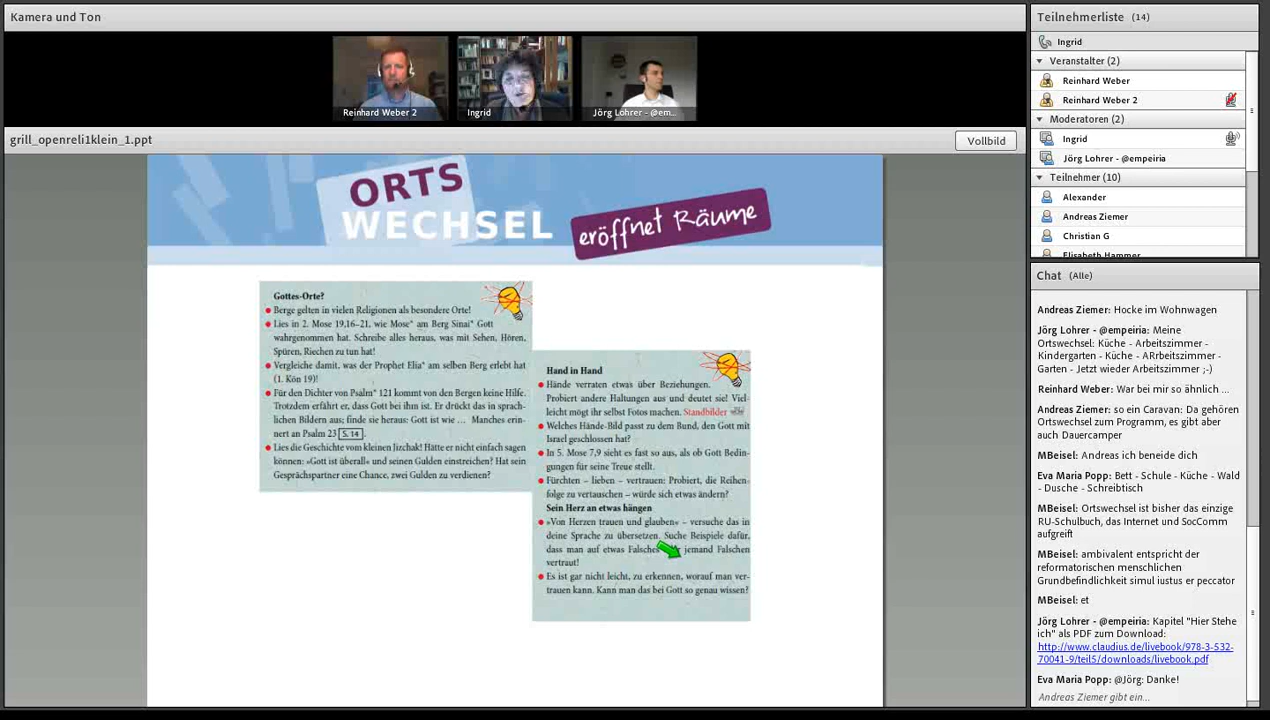 Kamera und Ton
Reinhard Weber 2
Ingrid
Jörg Lohrer - @em...
grill_openreli1klein_1.ppt
Vollbild
ORTS
WECHSEL
eröffnet Räume
Gottes-Orte?
Berge gelten in vielen Religionen als besondere Orte!
Lies in 2. Mose 19,16–21, wie Mose* am Berg Sinai* Gott
wahrgenommen hat. Schreibe alles heraus, was mit Sehen, Hören,
Spüren, Riechen zu tun hat!
Vergleiche damit, was der Prophet Elia* am selben Berg erlebt hat
(1. Kön 19)!
Für den Dichter von Psalm* 121 kommt von den Bergen keine Hilfe.
Trotzdem erfährt er, dass Gott bei ihm ist. Er drückt das in sprach-
lichen Bildern aus; finde sie heraus: Gott ist wie … Manches erin-
nert an Psalm 23 S. 14.
Lies die Geschichte vom kleinen Jizchak! Hätte er nicht einfach sagen
können: »Gott ist überall« und seinen Gulden einstreichen? Hat sein
Gesprächspartner eine Chance, zwei Gulden zu verdienen?
Hand in Hand
Hände verraten etwas über Beziehungen.
Probiert andere Haltungen aus und deutet sie! Viel-
leicht mögt ihr selbst Fotos machen. Standbilder
Welches Hände-Bild passt zu dem Bund, den Gott mit
Israel geschlossen hat?
In 5. Mose 7,9 sieht es fast so aus, als ob Gott Bedin-
gungen für seine Treue stellt.
Fürchten – lieben – vertrauen: Probiert, die Reihen-
folge zu vertauschen – würde sich etwas ändern?
Sein Herz an etwas hängen
»Von Herzen trauen und glauben« – versuche das in
deine Sprache zu übersetzen. Suche Beispiele dafür,
dass man auf etwas Falsches jemand Falschen
vertraut!
Es ist gar nicht leicht, zu erkennen, worauf man ver-
trauen kann. Kann man das bei Gott so genau wissen?
Teilnehmerliste (14)
Ingrid
Veranstalter (2)
Reinhard Weber
Reinhard Weber 2
Moderatoren (2)
Ingrid
Jörg Lohrer - @empeiria
Teilnehmer (10)
Alexander
Andreas Ziemer
Christian G
Elisabeth Hammer
Chat (Alle)
Andreas Ziemer: Hocke im Wohnwagen
Jörg Lohrer - @empeiria: Meine
Ortswechsel: Küche - Arbeitszimmer -
Kindergarten - Küche - ARrbeitszimmer -
Garten - Jetzt wieder Arbeitszimmer ;-)
Reinhard Weber: War bei mir so ähnlich ...
Andreas Ziemer: so ein Caravan: Da gehören
Ortswechsel zum Programm, es gibt aber
auch Dauercamper
MBeisel: Andreas ich beneide dich
Eva Maria Popp: Bett - Schule - Küche - Wald
- Dusche - Schreibtisch
MBeisel: Ortswechsel ist bisher das einzige
RU-Schulbuch, das Internet und SocComm
aufgreift
MBeisel: ambivalent entspricht der
reformatorischen menschlichen
Grundbefindlichkeit simul iustus er peccator
MBeisel: et
Jörg Lohrer - @empeiria: Kapitel "Hier Stehe
ich" als PDF zum Download:
http://www.claudius.de/livebook/978-3-532-
70041-9/teil5/downloads/livebook.pdf
Eva Maria Popp: @Jörg: Danke!
Andreas Ziemer gibt ein...